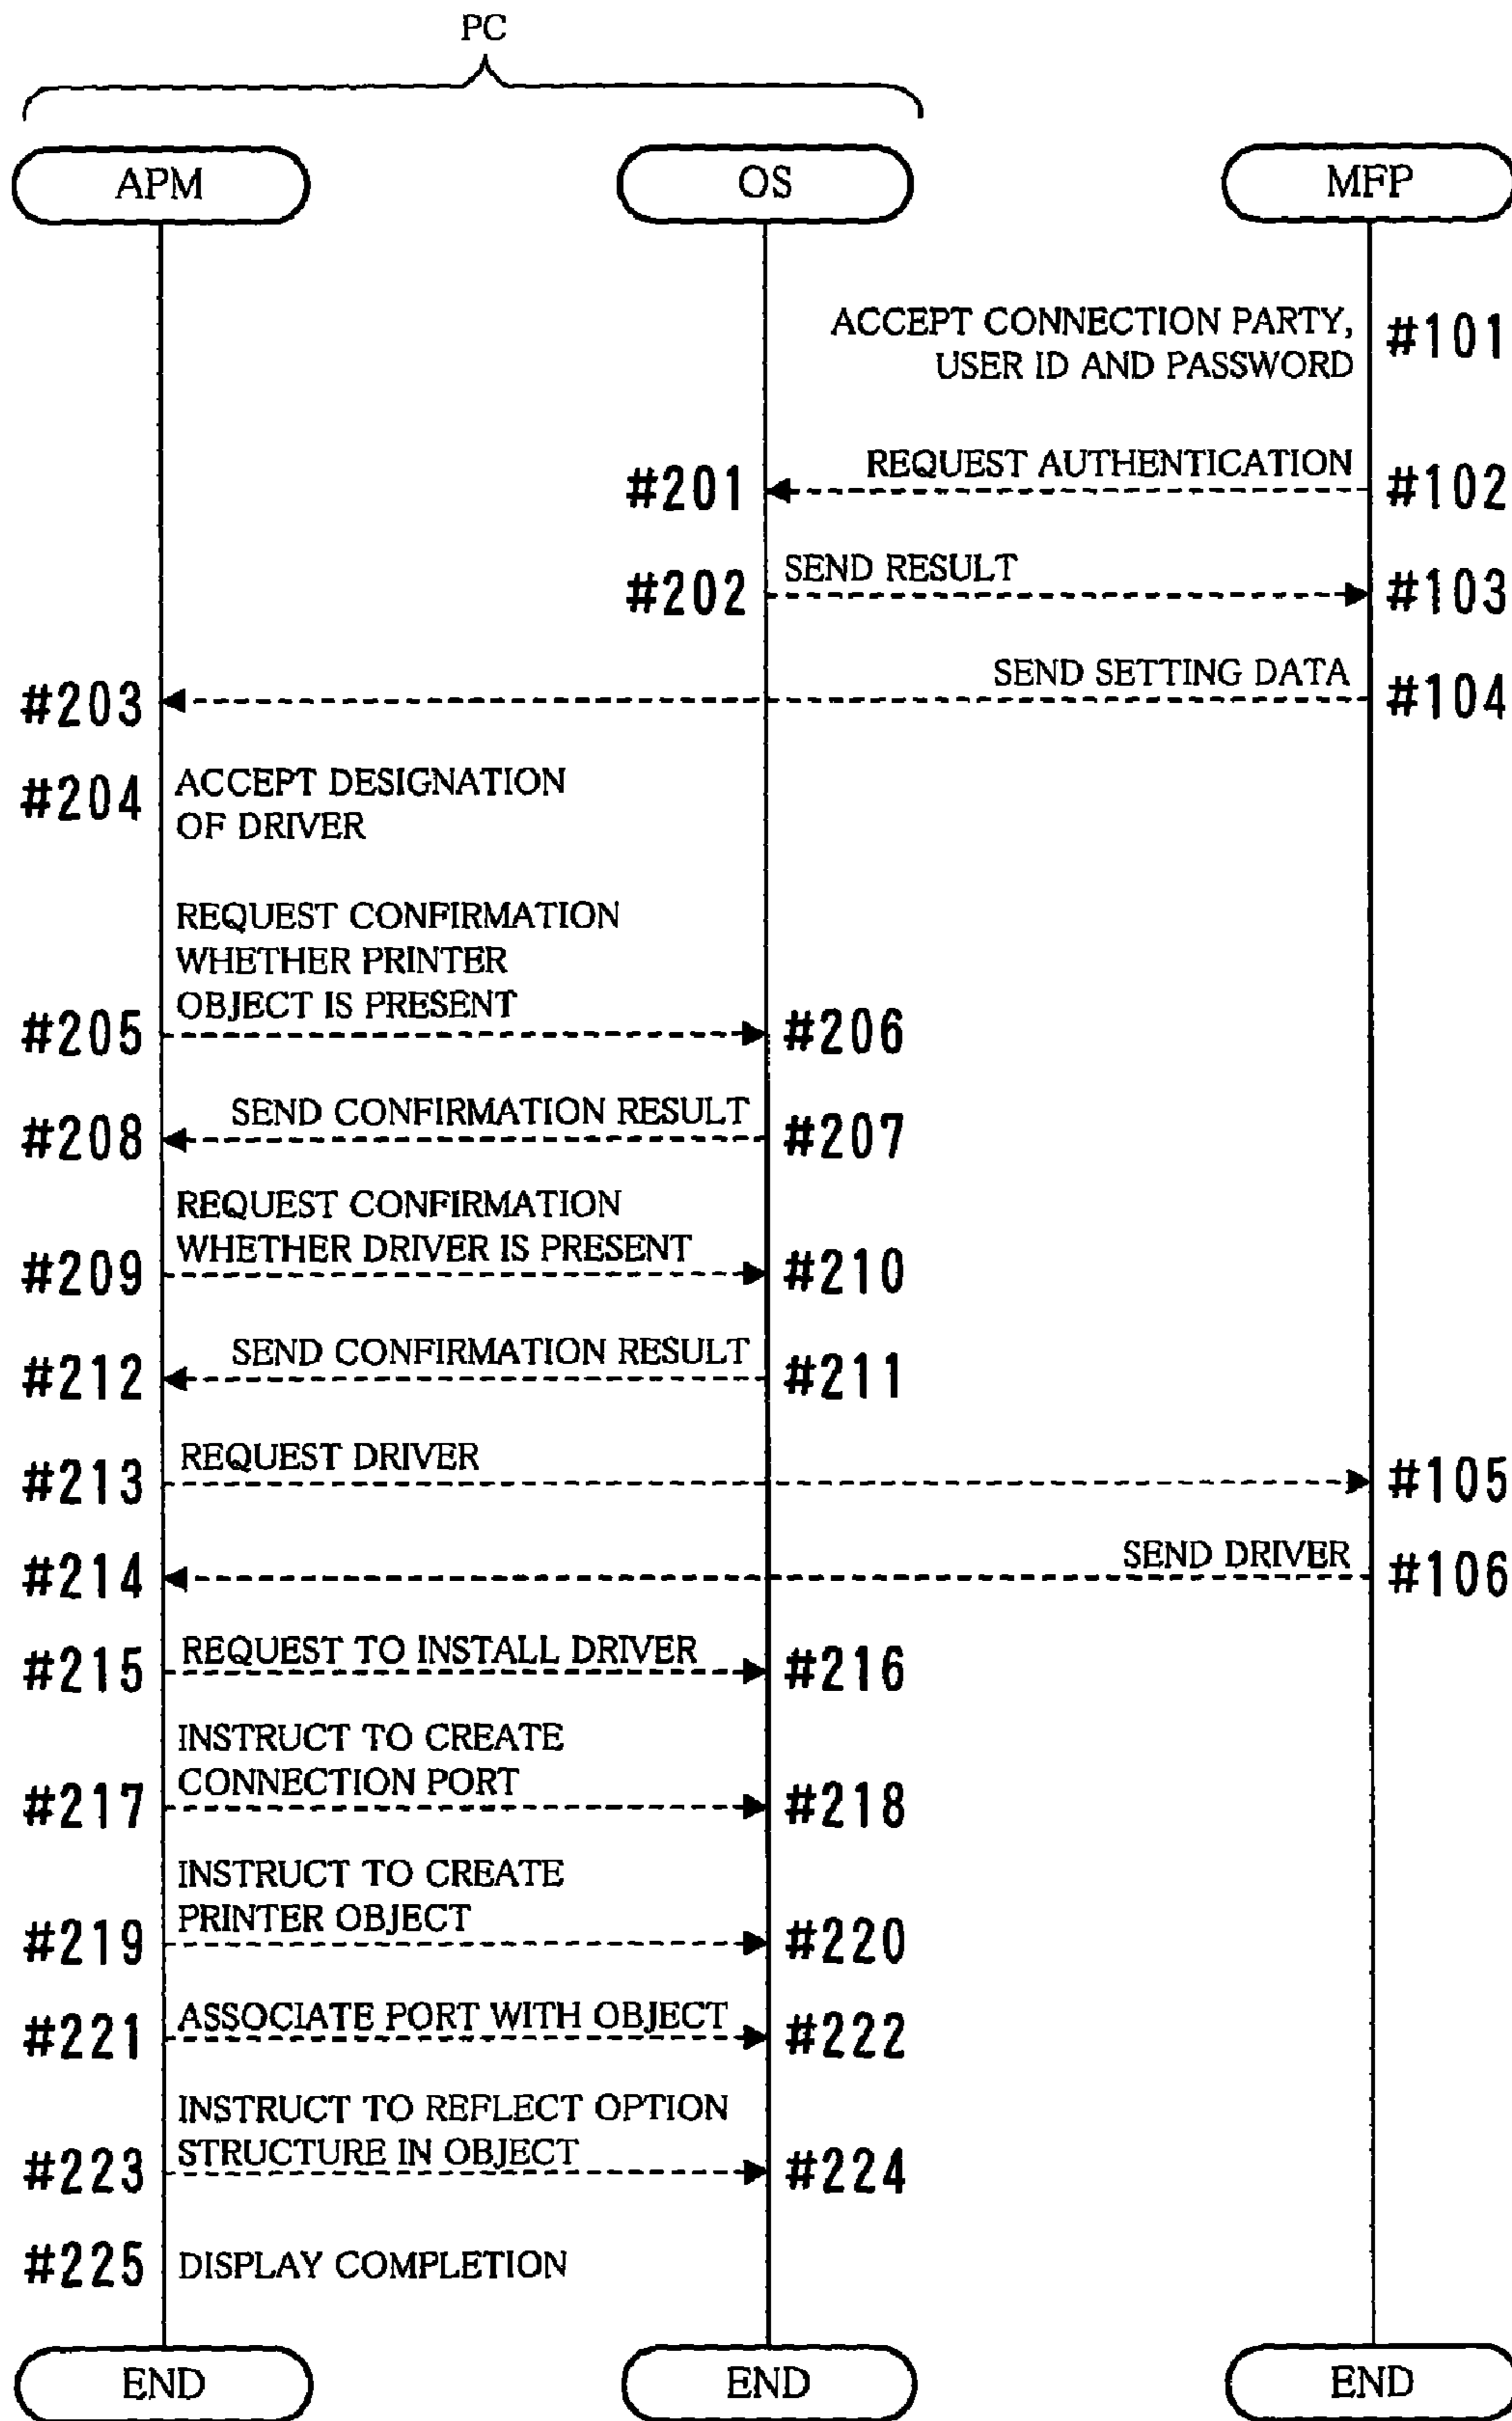 PC
APM
OS
MFP
ACCEPT CONNECTION PARTY,
USER ID AND PASSWORD
#101
REQUEST AUTHENTICATION
#201
#102
SEND RESULT
#202
#103
SEND SETTING DATA
#203
#104
#204
ACCEPT DESIGNATION
OF DRIVER
REQUEST CONFIRMATION
WHETHER PRINTER
OBJECT IS PRESENT
#205
#206
SEND CONFIRMATION RESULT
#208
#207
REQUEST CONFIRMATION
WHETHER DRIVER IS PRESENT
#209
#210
SEND CONFIRMATION RESULT
#212
#211
REQUEST DRIVER
#213
#105
SEND DRIVER
#214
#106
REQUEST TO INSTALL DRIVER
#215
#216
INSTRUCT TO CREATE
CONNECTION PORT
#217
#218
INSTRUCT TO CREATE
PRINTER OBJECT
#219
#220
ASSOCIATE PORT WITH OBJECT
#221
#222
INSTRUCT TO REFLECT OPTION
STRUCTURE IN OBJECT
#223
#224
#225
DISPLAY COMPLETION
END
END
END